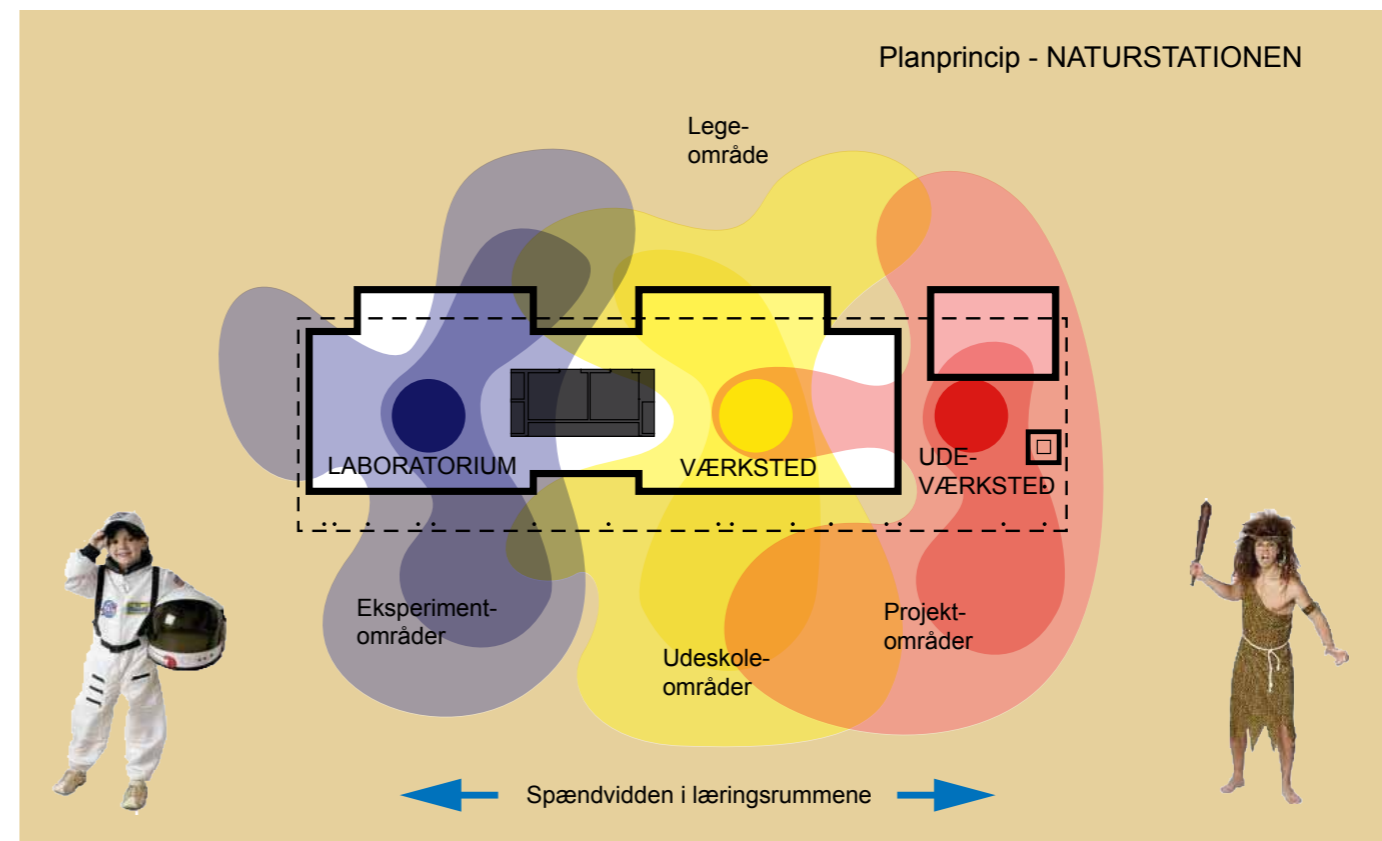 Planprincip - NATURSTATIONEN
Lege-
område
LABORATORIUM
VÆRKSTED
UDE-
VÆRKSTED
Eksperiment-
områder
Udeskole-
områder
Projekt-
områder
Spændvidden i læringsrummene